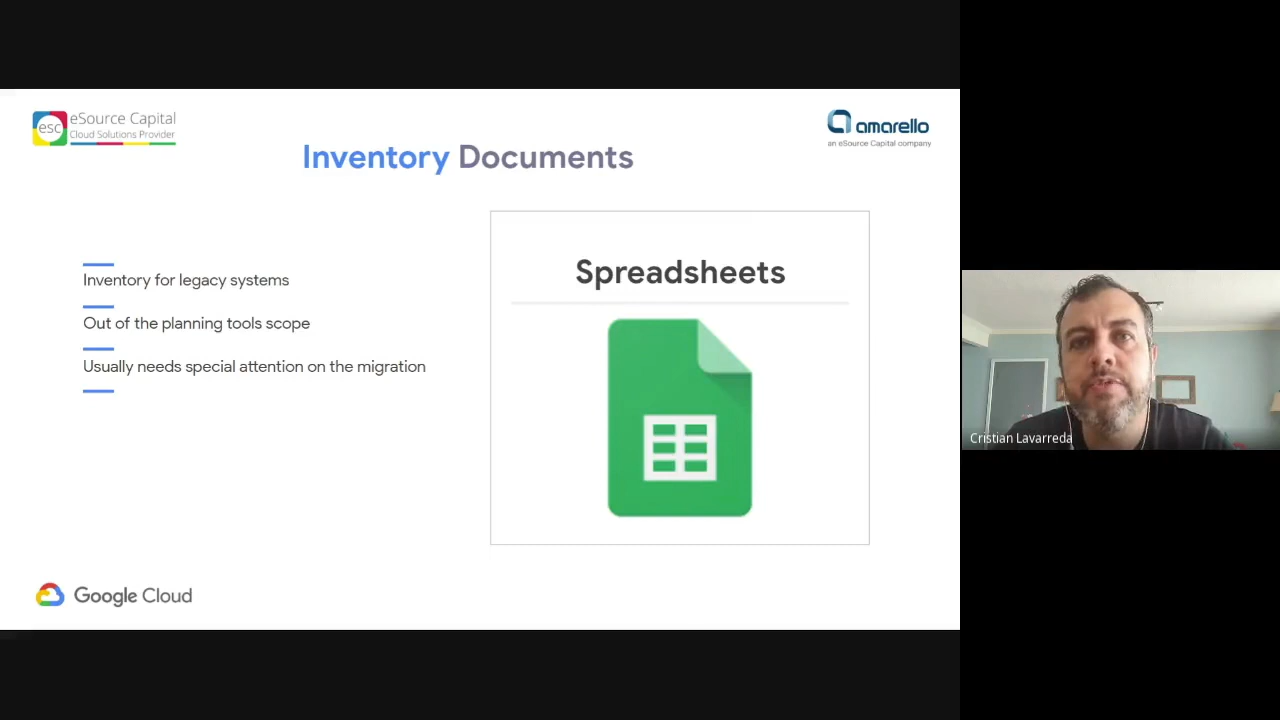 esc
eSource Capital
Cloud Solutions Provider
amarello
an eSource Capital company
Inventory Documents
Inventory for legacy systems
Out of the planning tools scope
Usually needs special attention on the migration
Spreadsheets
Google Cloud
Cristian Lavarreda